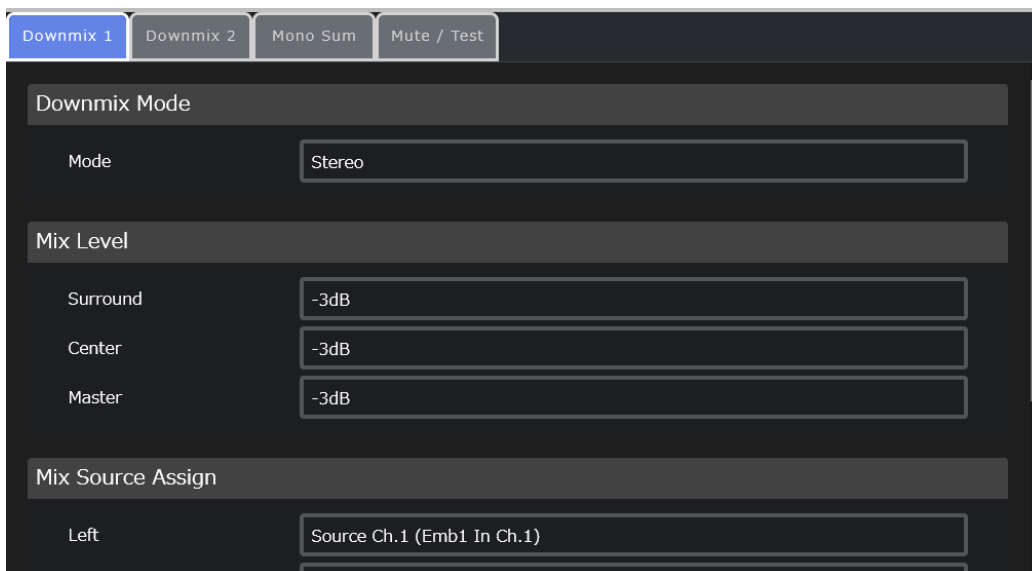 Downmix 1 Downmix 2 Mono Sum Mute / Test
Downmix Mode
Mode Stereo
Mix Level
Surround -3dB
Center -3dB
Master -3dB
Mix Source Assign
Left Source Ch.1 (Emb1 In Ch.1)